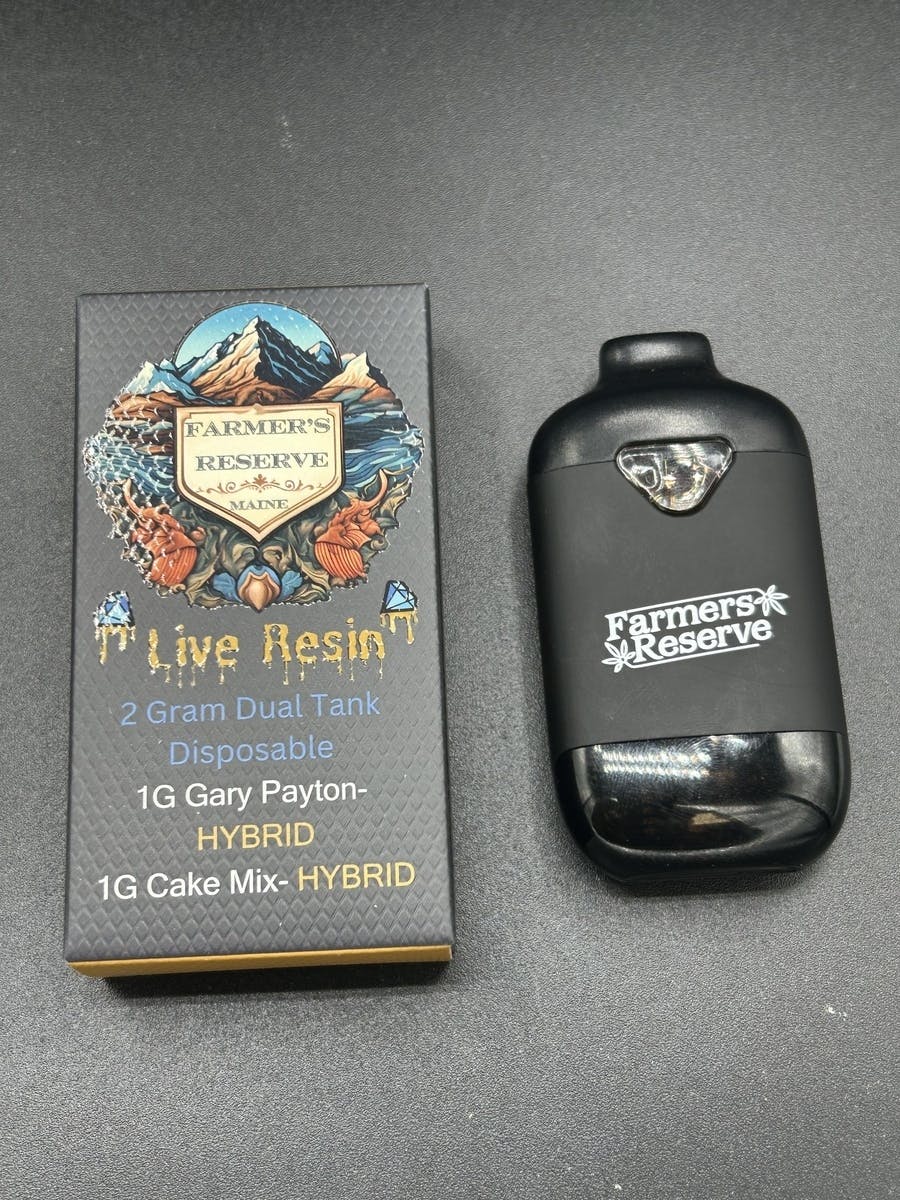 FARMER'S
RESERVE
MAINE
Live Resin
2 Gram Dual Tank
Disposable
1G Gary Payton-
HYBRID
1G Cake Mix- HYBRID
Farmers
Reserve